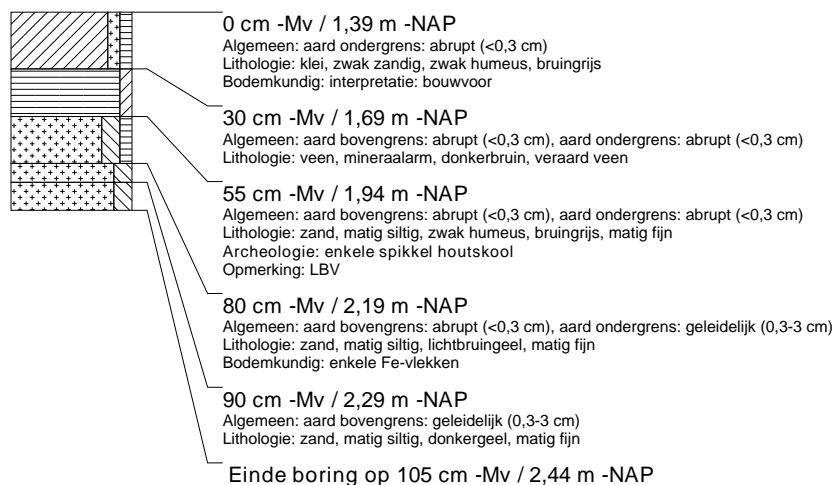 0 cm -Mv / 1,39 m -NAP
Algemeen: aard ondergrens: abrupt (<0,3 cm)
Lithologie: klei, zwak zandig, zwak humeus, bruingrijs
Bodemkundig: interpretatie: bouwvoor
30 cm -Mv / 1,69 m -NAP
Algemeen: aard bovengrens: abrupt (<0,3 cm), aard ondergrens: abrupt (<0,3 cm)
Lithologie: veen, mineraalarm, donkerbruin, veraard veen
55 cm -Mv / 1,94 m -NAP
Algemeen: aard bovengrens: abrupt (<0,3 cm), aard ondergrens: abrupt (<0,3 cm)
Lithologie: zand, matig siltig, zwak humeus, bruingrijs, matig fijn
Archeologie: enkele spikkel houtskool
Opmerking: LBV
80 cm -Mv / 2,19 m -NAP
Algemeen: aard bovengrens: abrupt (<0,3 cm), aard ondergrens: geleidelijk (0,3-3 cm)
Lithologie: zand, matig siltig, lichtbruingeel, matig fijn
Bodemkundig: enkele Fe-vlekken
90 cm -Mv / 2,29 m -NAP
Algemeen: aard bovengrens: geleidelijk (0,3-3 cm)
Lithologie: zand, matig siltig, donkergeel, matig fijn
Einde boring op 105 cm -Mv / 2,44 m -NAP